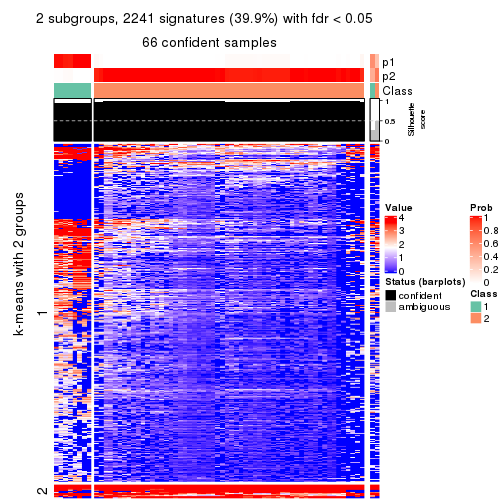 2 subgroups, 2241 signatures (39.9%) with fdr < 0.05
66 confident samples
p1
p2
Class
1
0.5
0
Silhouette
score
k-means with 2 groups
1
2
Value
4
3
2
1
0
Status (barplots)
confident
ambiguous
Prob
1
0.8
0.6
0.4
0.2
0
Class
1
2